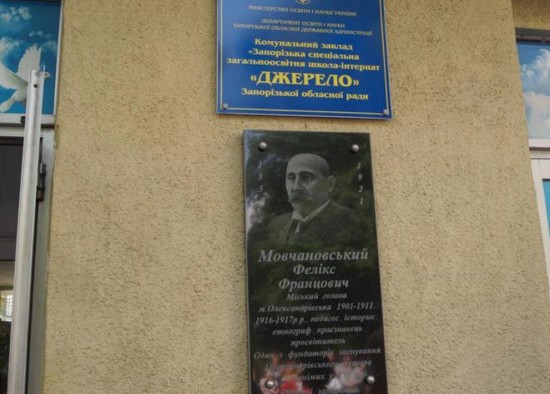 МІНІСТЕРСТВО ОСВІТИ І НАУКИ УКРАЇНИ
ДЕПАРТАМЕНТ ОСВІТИ І НАУКИ
ЗАПОРІЗЬКОЇ ОБЛАСНОЇ ДЕРЖАВНОЇ АДМІНІСТРАЦІЇ
Комунальний заклад
«Запорізька спеціальна
загальноосвітня школа-інтернат
«ДЖЕРЕЛО»
Запорізької обласної ради
1921
Мовчановський
Фелікс
Францович
Міський голова
м.Олександрівська 1901-1911,
1916-1917р.р., педагог, історик,
етнограф, краєзнавець,
просвітитель
Один з фундаторів заснування